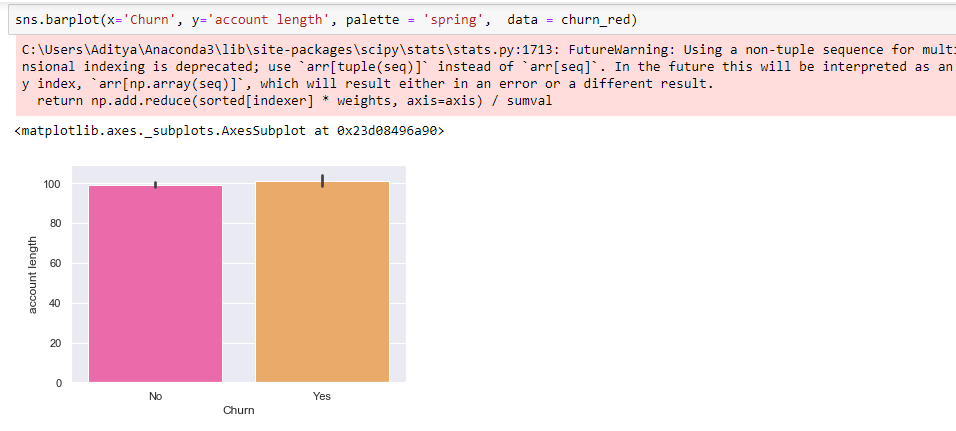 sns.barplot(x='Churn', y='account length', palette = 'spring',  data = churn_red)
C:\Users\Aditya\Anaconda3\lib\site-packages\scipy\stats\stats.py:1713: FutureWarning: Using a non-tuple sequence for multi
nsional indexing is deprecated; use `arr[tuple(seq)]` instead of `arr[seq]`. In the future this will be interpreted as an
y index, `arr[np.array(seq)]`, which will result either in an error or a different result.
  return np.add.reduce(sorted[indexer] * weights, axis=axis) / sumval
<matplotlib.axes._subplots.AxesSubplot at 0x23d08496a90>
100
80
60
40
20
0
account length
No
Yes
Churn